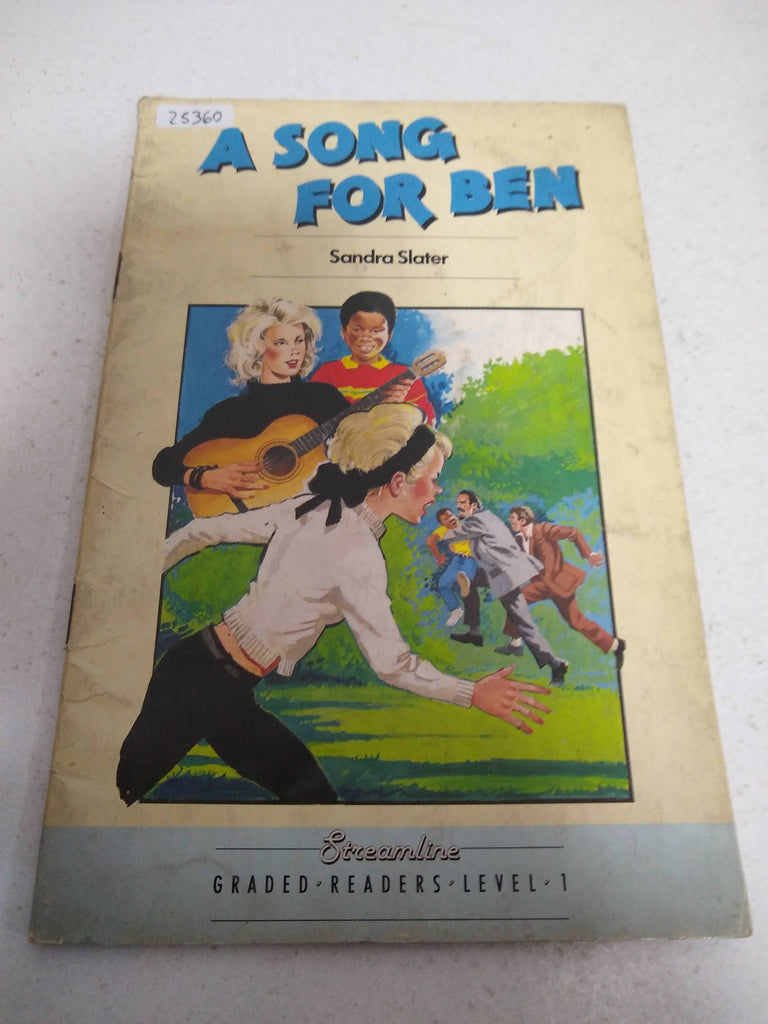 25360
A SONG
FOR BEN
Sandra Slater
Streamline
GRADED·READERS·LEVEL·1